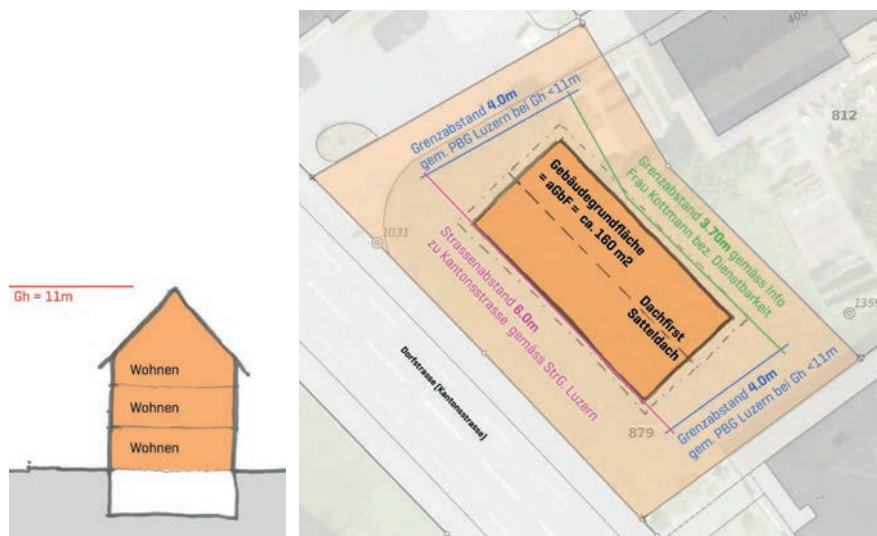 Gh = 11m
Wohnen
Wohnen
Wohnen
400
812
Grenzabstand 4.0m
gem. PBG Luzern bei Gh <11m
Gebäudegrundfläche
= aGbF = ca. 160 m2
Grenzabstand 3.70m gemäss Info
Frau Kottmann bez. Dienstbarkeit
1031
Strassenabstand 6.0m
zu Kantonsstrasse gemäss StrG. Luzern
Dachfirst
Satteldach
1359
Dorfstrasse (Kantonsstrasse)
879
Grenzabstand 4.0m
gem. PBG Luzern bei Gh <11m